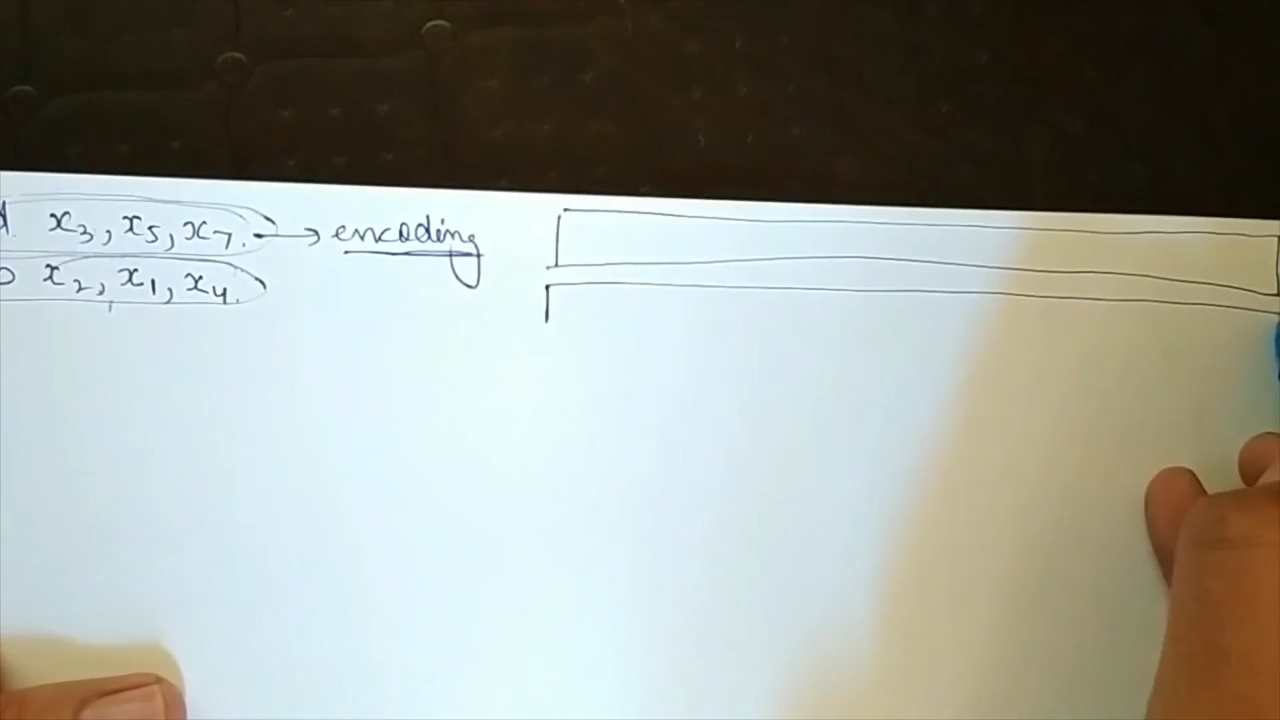 x₃, x₅, x₇. → encoding
x₂, x₁, x₄.